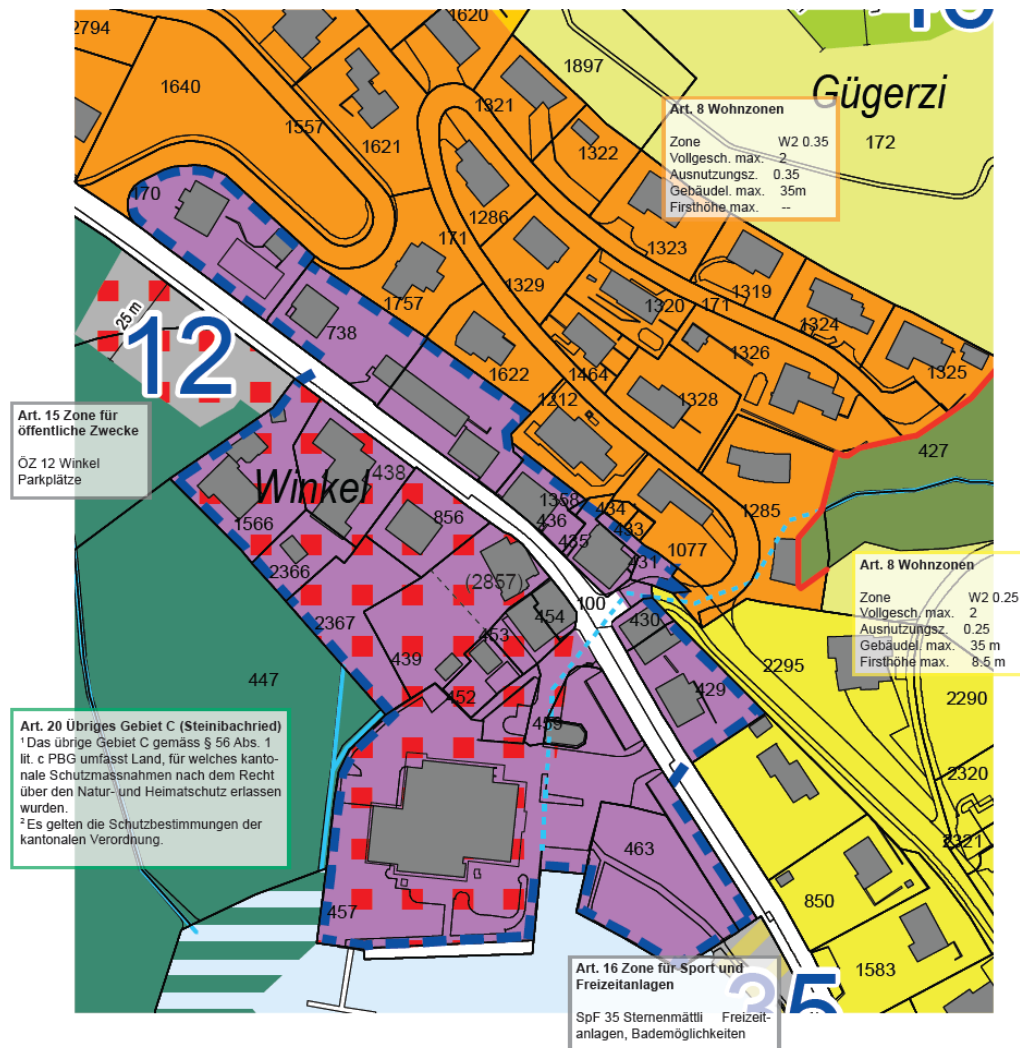 1620
2794
1897
1640
Gügerzi
1321
Art. 8 Wohnzonen
Zone W2 0.35
Vollgesch. max. 2
Ausnutzungsz. 0.35
Gebäudel. max. 35m
Firsthöhe max. --
1557
172
1322
1621
170
1286
171
1323
1329
1319
1320
171
1757
1324
25 m
738
12
1326
1325
1622
1464
1212
1328
P
Art. 15 Zone für
öffentliche Zwecke
ÖZ 12 Winkel
Parkplätze
427
438
Winkel
1358
434
1285
1566
856
436
433
435
1077
431
2366
(2857)
Art. 8 Wohnzonen
Zone W2 0.25
Vollgesch. max. 2
Ausnutzungsz. 0.25
Gebäudel. max. 35 m
Firsthöhe max. 8.5 m
100
430
2367
454
453
439
2295
447
452
429
2290
459
Art. 20 Übriges Gebiet C (Steinibachried)
¹ Das übrige Gebiet C gemäss § 56 Abs. 1
lit. c PBG umfasst Land, für welches kanto-
nale Schutzmassnahmen nach dem Recht
über den Natur- und Heimatschutz erlassen
wurden.
² Es gelten die Schutzbestimmungen der
kantonalen Verordnung.
2320
2321
463
850
457
1583
35
Art. 16 Zone für Sport und
Freizeitanlagen
SpF 35 Sternenmättli Freizeit-
anlagen, Bademöglichkeiten